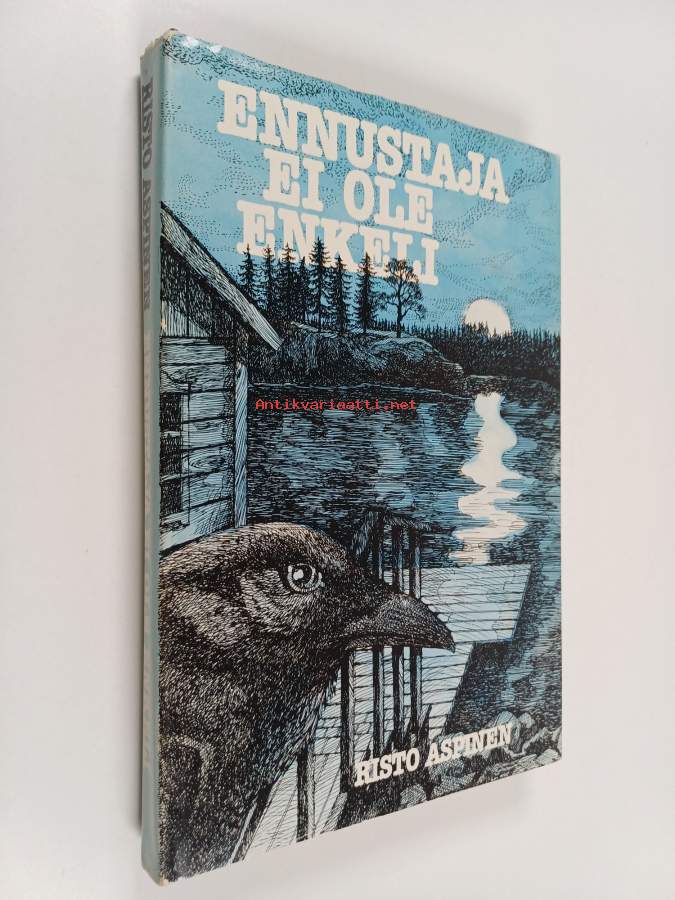 ENNUSTAJA
EI OLE
ENKELI
Antikvariaatti.net
RISTO ASPINEN
RISTO ASPINEN